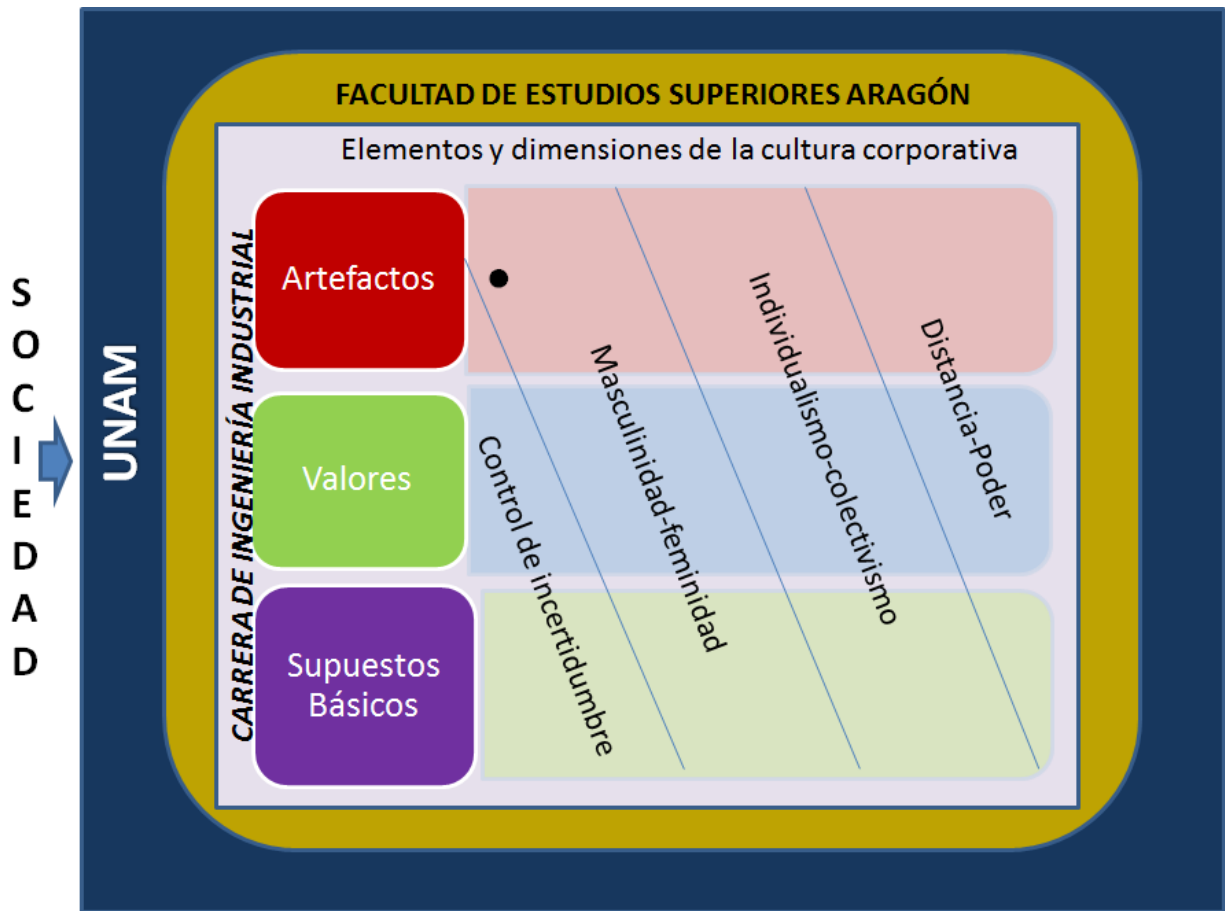 SOCIEDAD
UNAM
FACULTAD DE ESTUDIOS SUPERIORES ARAGÓN
Elementos y dimensiones de la cultura corporativa
CARRERA DE INGENIERÍA INDUSTRIAL
Artefactos
•
Valores
Supuestos
Básicos
Control de incertidumbre
Masculinidad-feminidad
Individualismo-colectivismo
Distancia-Poder